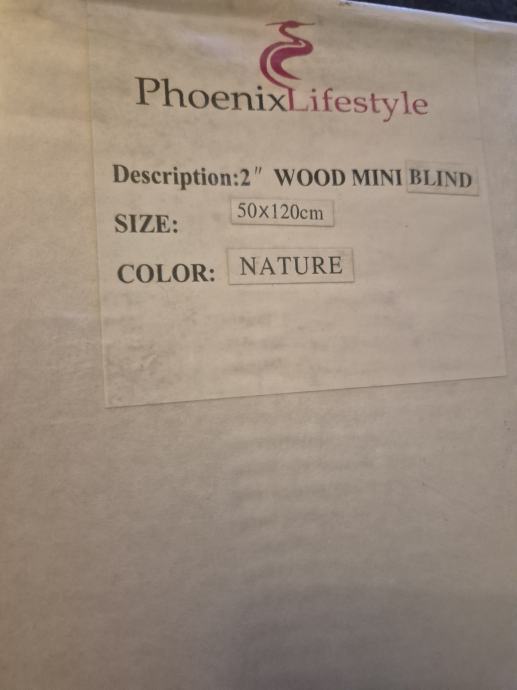 PhoenixLifestyle
Description:2" WOOD MINI BLIND
SIZE: 50x120cm
COLOR: NATURE